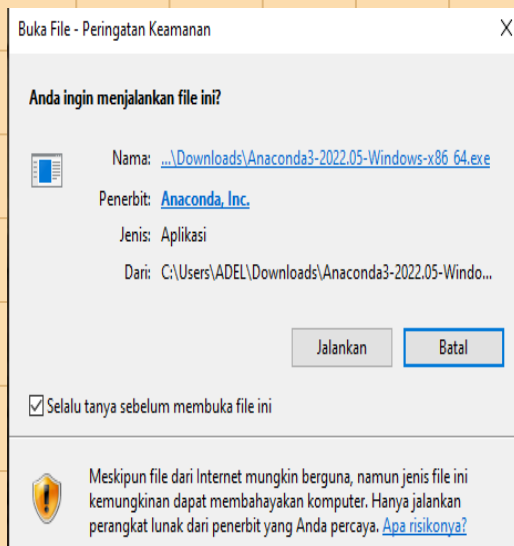 Buka File - Peringatan Keamanan
Anda ingin menjalankan file ini?
Nama: ...\Downloads\Anaconda3-2022.05-Windows-x86_64.exe
Penerbit: Anaconda, Inc.
Jenis: Aplikasi
Dari: C:\Users\ADEL\Downloads\Anaconda3-2022.05-Windo...
Jalankan Batal
Selalu tanya sebelum membuka file ini
Meskipun file dari Internet mungkin berguna, namun jenis file ini
kemungkinan dapat membahayakan komputer. Hanya jalankan
perangkat lunak dari penerbit yang Anda percaya. Apa risikonya?